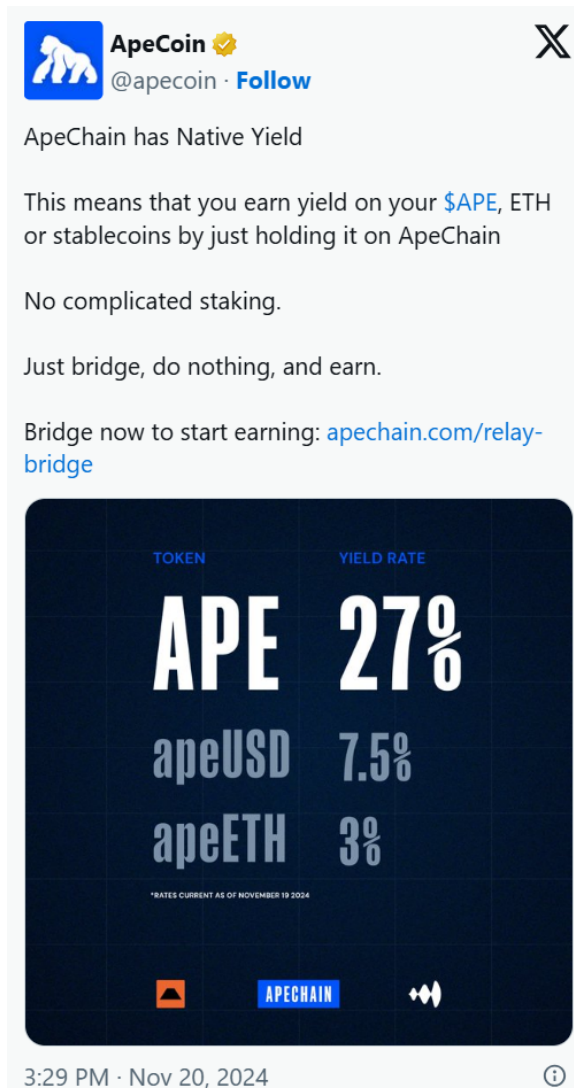 ApeCoin
@apecoin · Follow
ApeChain has Native Yield
This means that you earn yield on your $APE, ETH
or stablecoins by just holding it on ApeChain
No complicated staking.
Just bridge, do nothing, and earn.
Bridge now to start earning: apechain.com/relay-
bridge
TOKEN YIELD RATE
APE 27%
apeUSD 7.5%
apeETH 3%
*RATES CURRENT AS OF NOVEMBER 19 2024
APECHAIN
3:29 PM · Nov 20, 2024